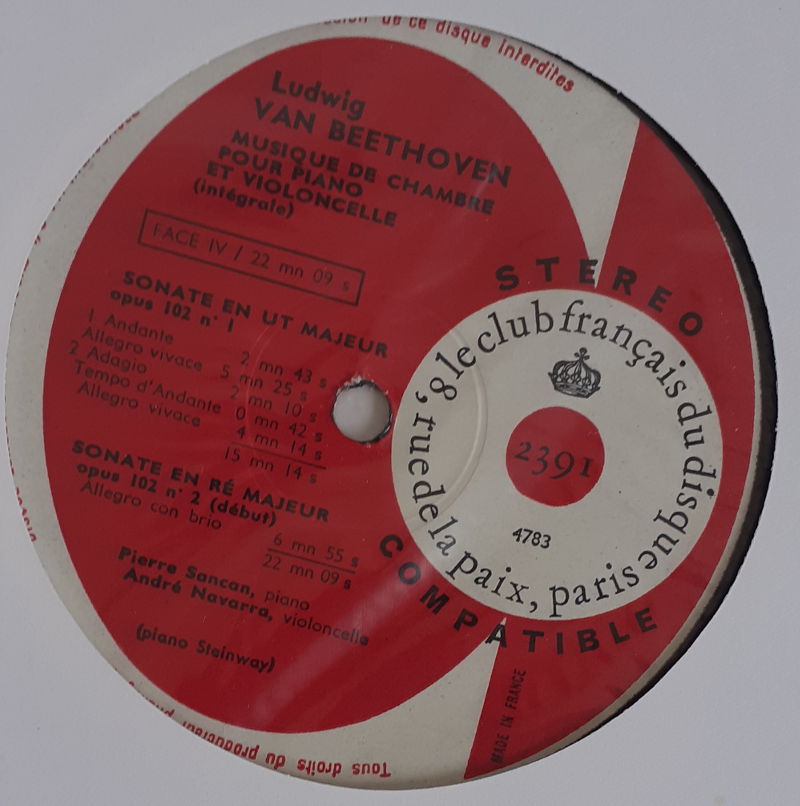 Ludwig
VAN BEETHOVEN
MUSIQUE DE CHAMBRE
POUR PIANO
ET VIOLONCELLE
(intégrale)
FACE IV / 22 mn 09 s
SONATE EN UT MAJEUR
opus 102 n° 1
1 Andante 2 mn 43 s
Allegro vivace 5 mn 25 s
2 Adagio 2 mn 10 s
Tempo d'Andante 0 mn 42 s
Allegro vivace 4 mn 14 s
15 mn 14 s
SONATE EN RÉ MAJEUR
opus 102 n° 2 (début)
Allegro con brio 6 mn 55 s
22 mn 09 s
Pierre Sancan, piano
André Navarra, violoncelle
(piano Steinway)
STEREO
le club français du disque
8, rue de la paix, paris
2391
4783
COMPATIBLE
MADE IN FRANCE
Tous droits du producteur
de ce disque interdites